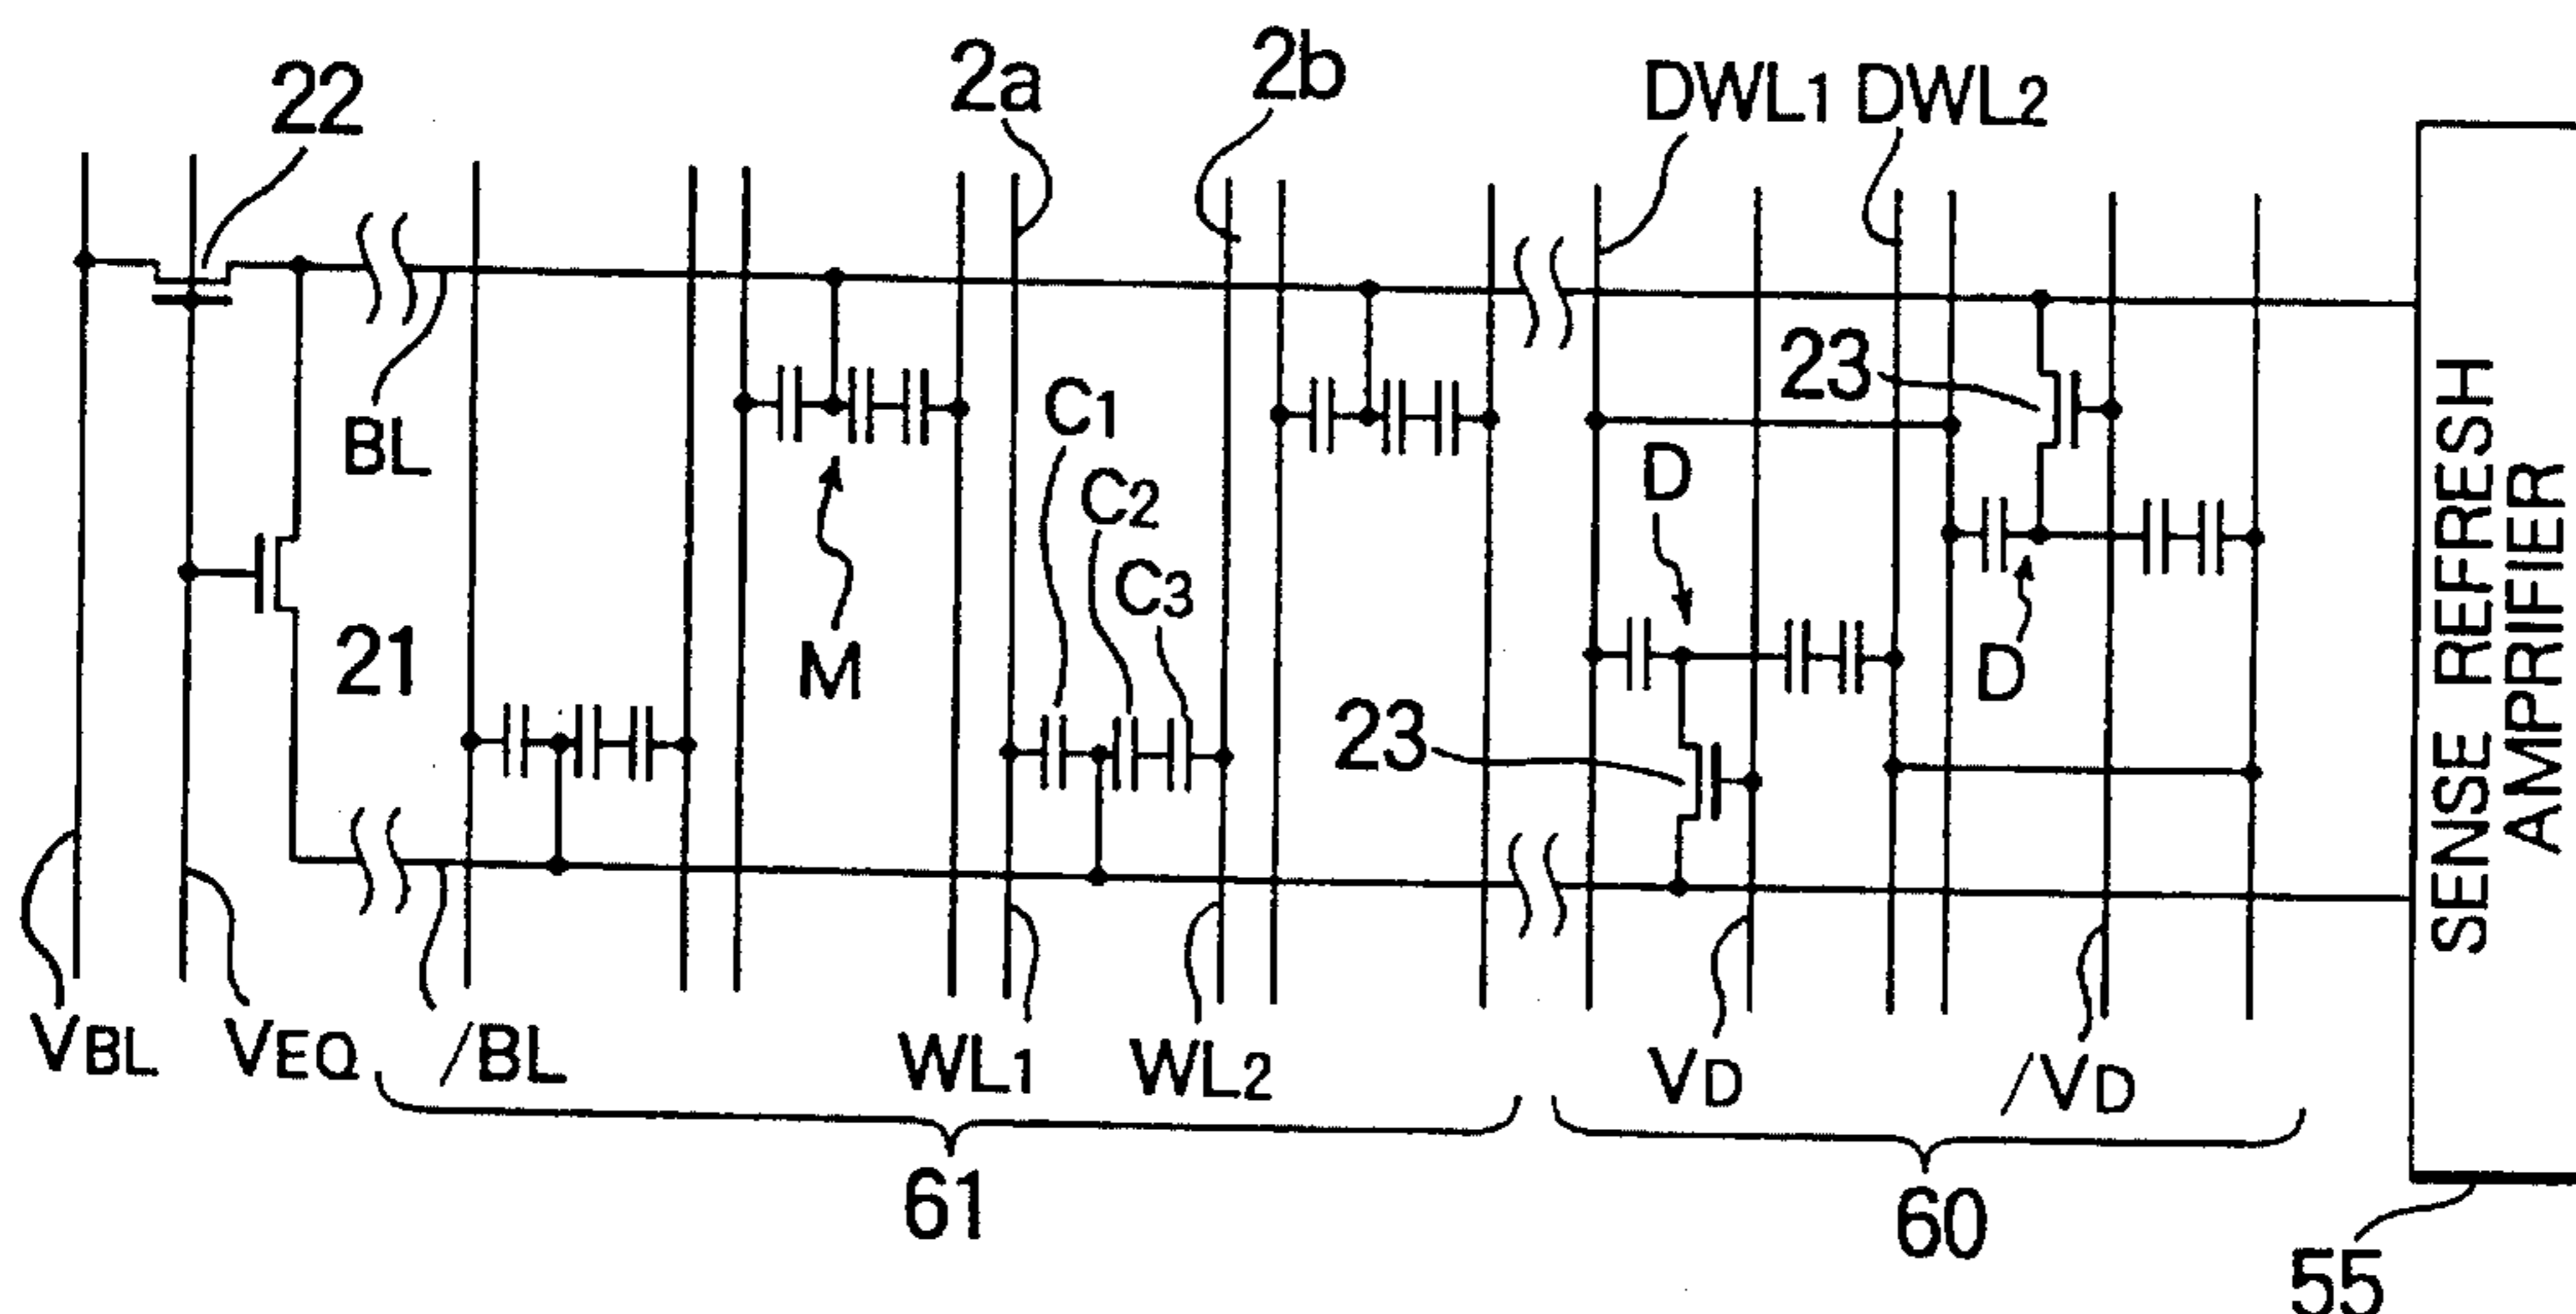 22
2a
2b
DWL1
DWL2
BL
C1
C2
C3
M
21
D
23
D
23
VBL
VEQ
/BL
WL1
WL2
VD
/VD
61
60
55
SENSE REFRESH
AMPRIFIER